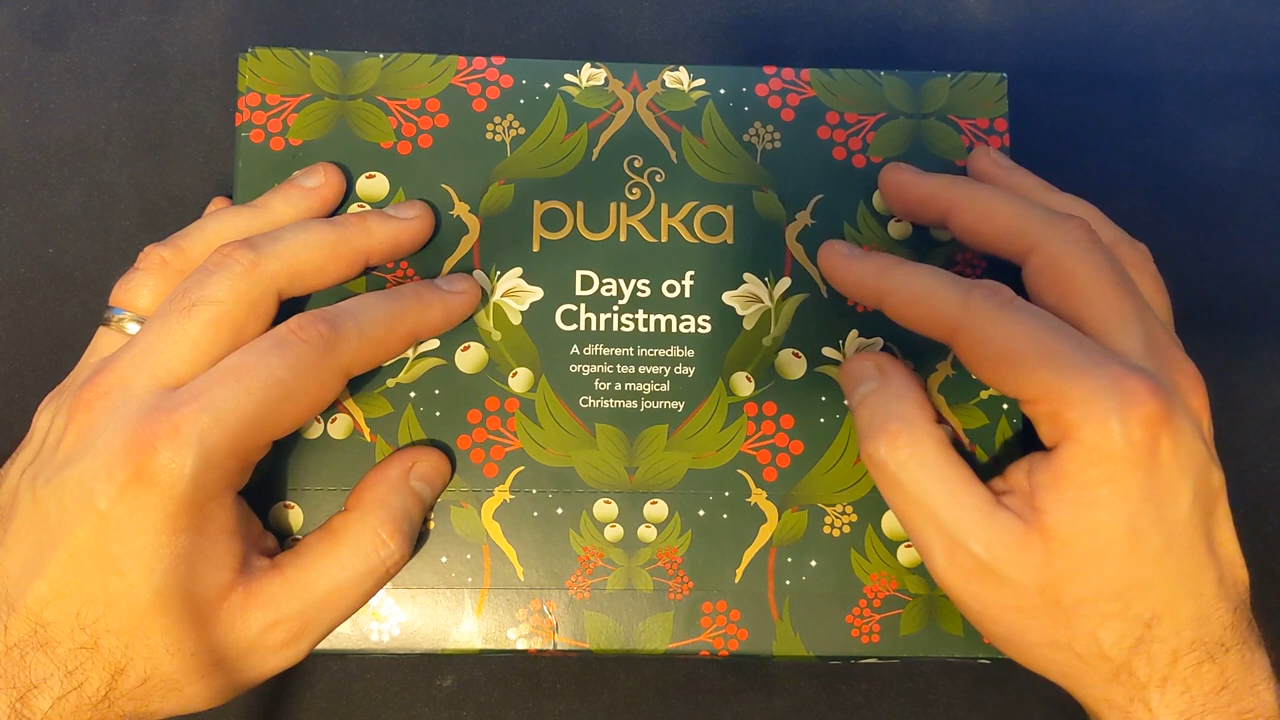 pukka
Days of
Christmas
A different incredible
organic tea every day
for a magical
Christmas journey